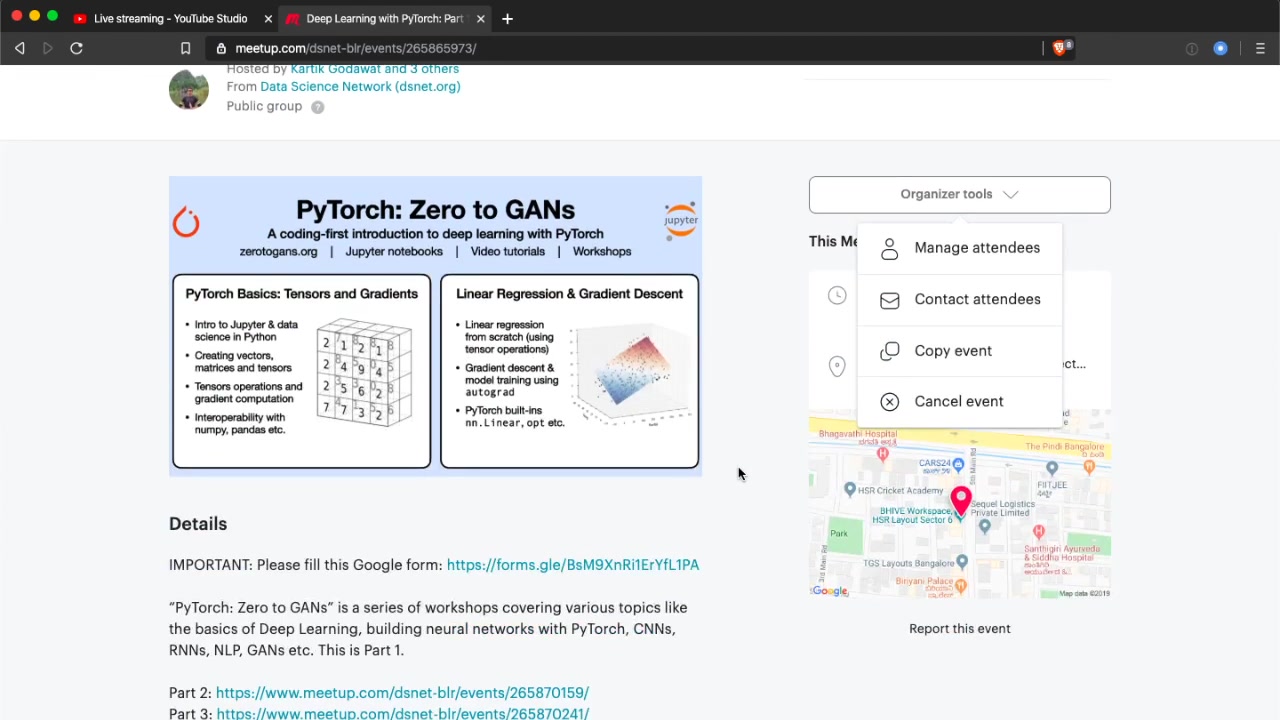 Live streaming - YouTube Studio
Deep Learning with PyTorch: Part
meetup.com/dsnet-blr/events/265865973/
8
Hosted by Kartik Godawat and 3 others
From Data Science Network (dsnet.org)
Public group ?
PyTorch: Zero to GANs
A coding-first introduction to deep learning with PyTorch
zerotogans.org | Jupyter notebooks | Video tutorials | Workshops
jupyter
PyTorch Basics: Tensors and Gradients
• Intro to Jupyter & data
science in Python
• Creating vectors,
matrices and tensors
• Tensors operations and
gradient computation
• Interoperability with
numpy, pandas etc.
Linear Regression & Gradient Descent
• Linear regression
from scratch (using
tensor operations)
• Gradient descent &
model training using
autograd
• PyTorch built-ins
nn.Linear, opt etc.
Organizer tools
This Me
Manage attendees
Contact attendees
Copy event
Cancel event
ect...
Bhagavathi Hospital
The Pindi Bangalore
CARS24
5th Main Rd
FIITJEE
HSR Cricket Academy
Sequel Logistics
Private Limited
BHIVE Workspace,
HSR Layout Sector 6
Park
3rd Main Rd
Santhigiri Ayurveda
& Siddha Hospital
TGS Layouts Bangalore
Biriyani Palace
Google
Map data ©2019
Report this event
Details
IMPORTANT: Please fill this Google form: https://forms.gle/BsM9XnRi1ErYfL1PA
“PyTorch: Zero to GANs” is a series of workshops covering various topics like
the basics of Deep Learning, building neural networks with PyTorch, CNNs,
RNNs, NLP, GANs etc. This is Part 1.
Part 2: https://www.meetup.com/dsnet-blr/events/265870159/
Part 3: https://www.meetup.com/dsnet-blr/events/265870241/